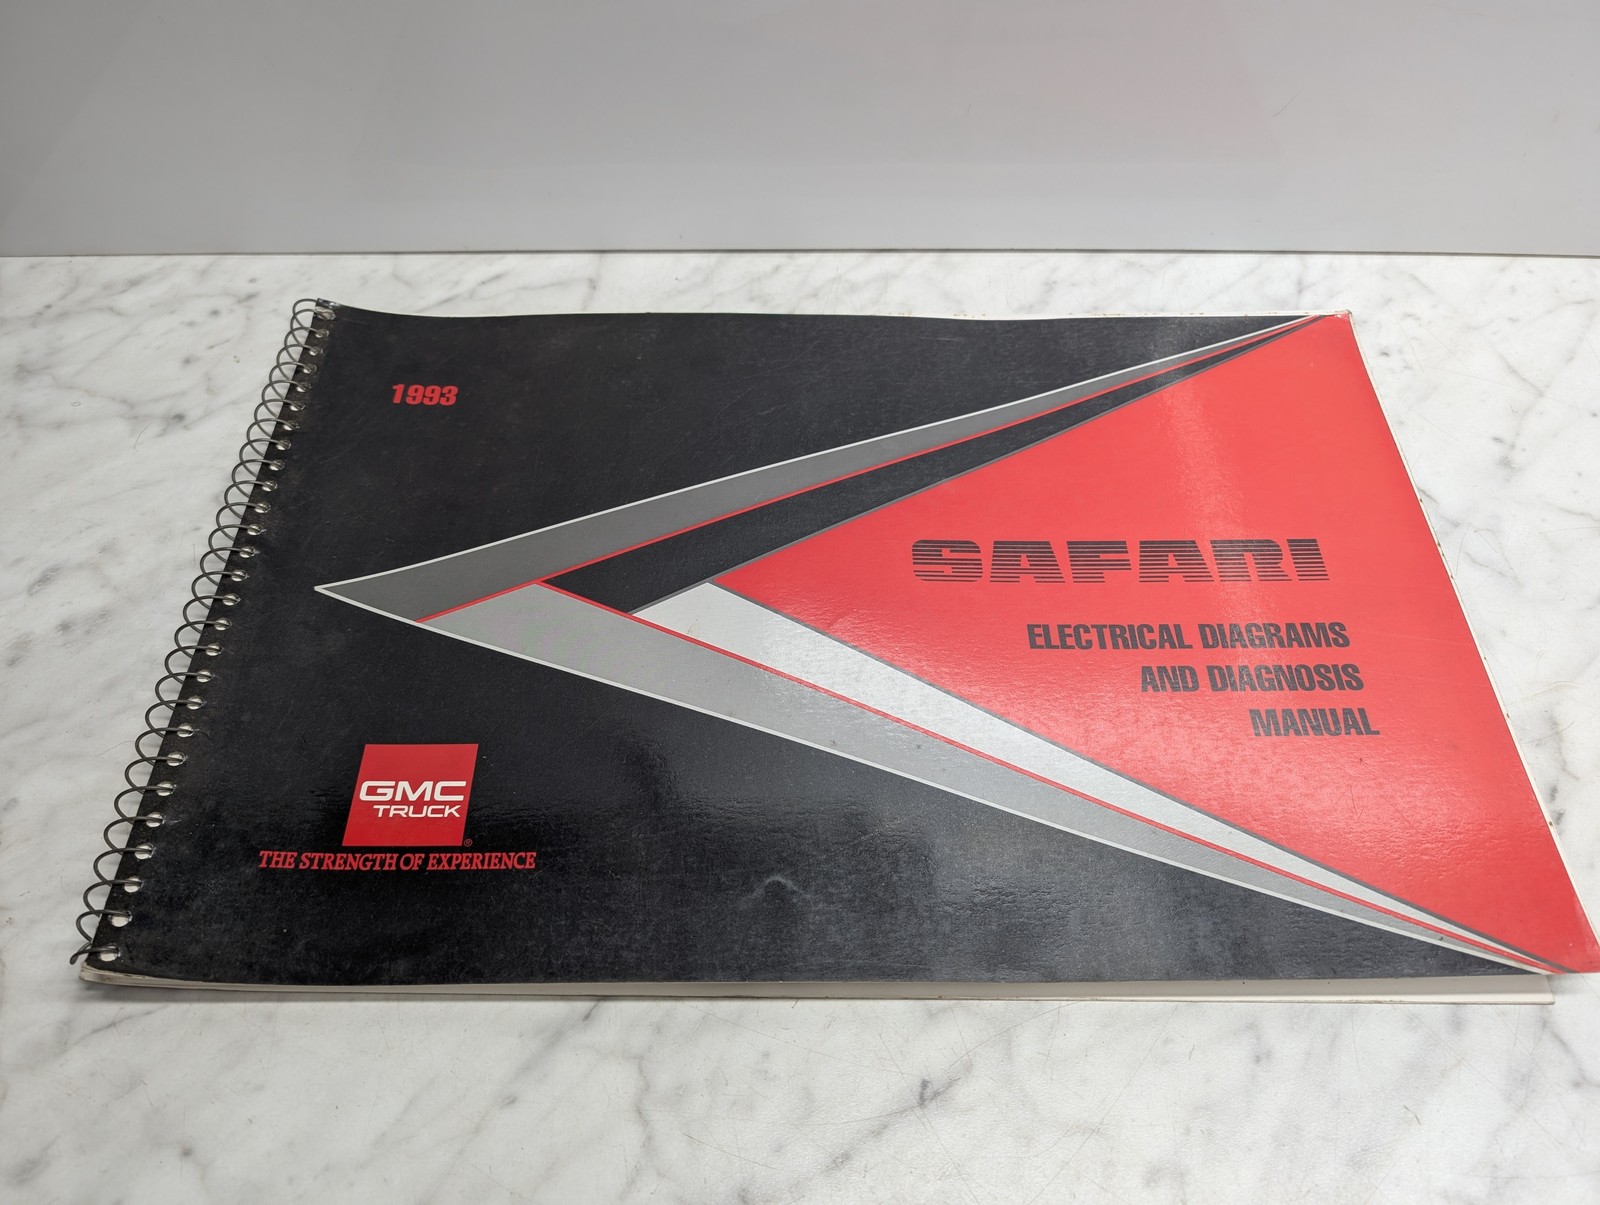 1993
SAFARI
ELECTRICAL DIAGRAMS
AND DIAGNOSIS
MANUAL
GMC
TRUCK
®
THE STRENGTH OF EXPERIENCE